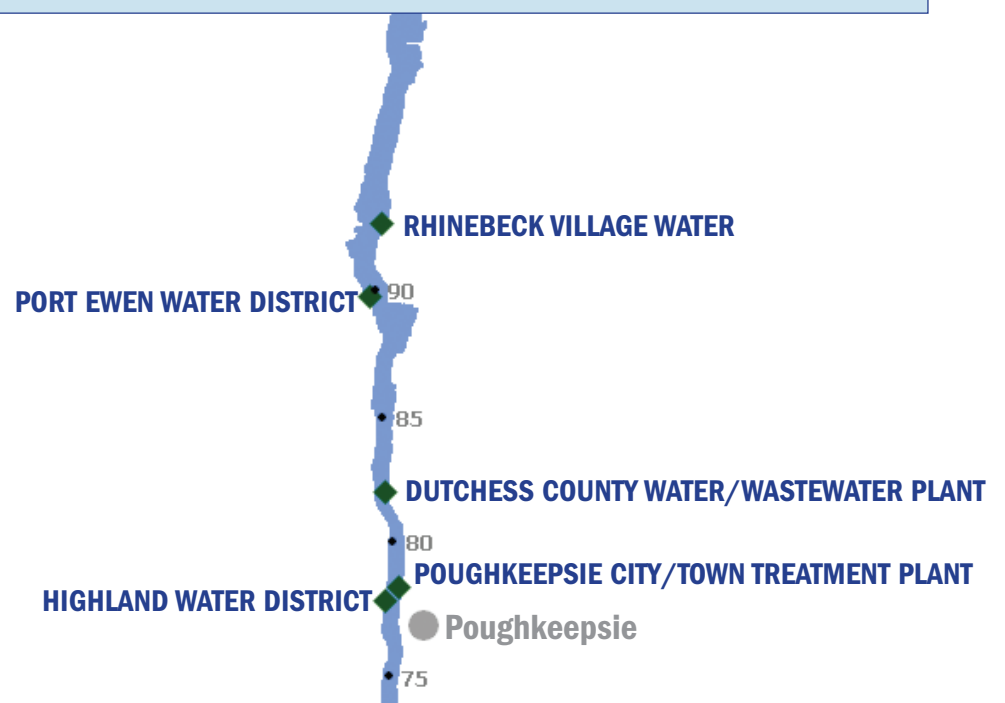 RHINEBECK VILLAGE WATER
90
PORT EWEN WATER DISTRICT
85
DUTCHESS COUNTY WATER/WASTEWATER PLANT
80
POUGHKEEPSIE CITY/TOWN TREATMENT PLANT
HIGHLAND WATER DISTRICT
Poughkeepsie
75